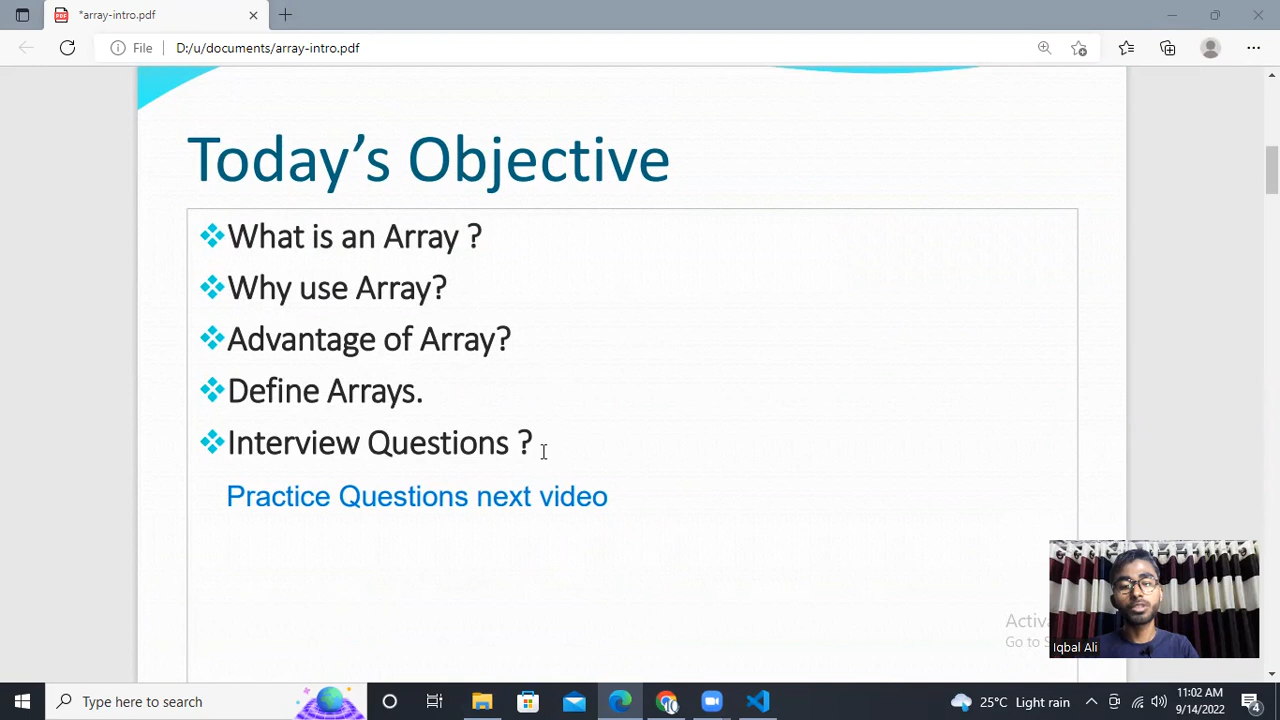 *array-intro.pdf
File D:/u/documents/array-intro.pdf
Today's Objective
What is an Array ?
Why use Array?
Advantage of Array?
Define Arrays.
Interview Questions ?
Practice Questions next video
Go to
Iqbal Ali
Type here to search
25°C Light rain
11:02 AM
9/14/2022
4